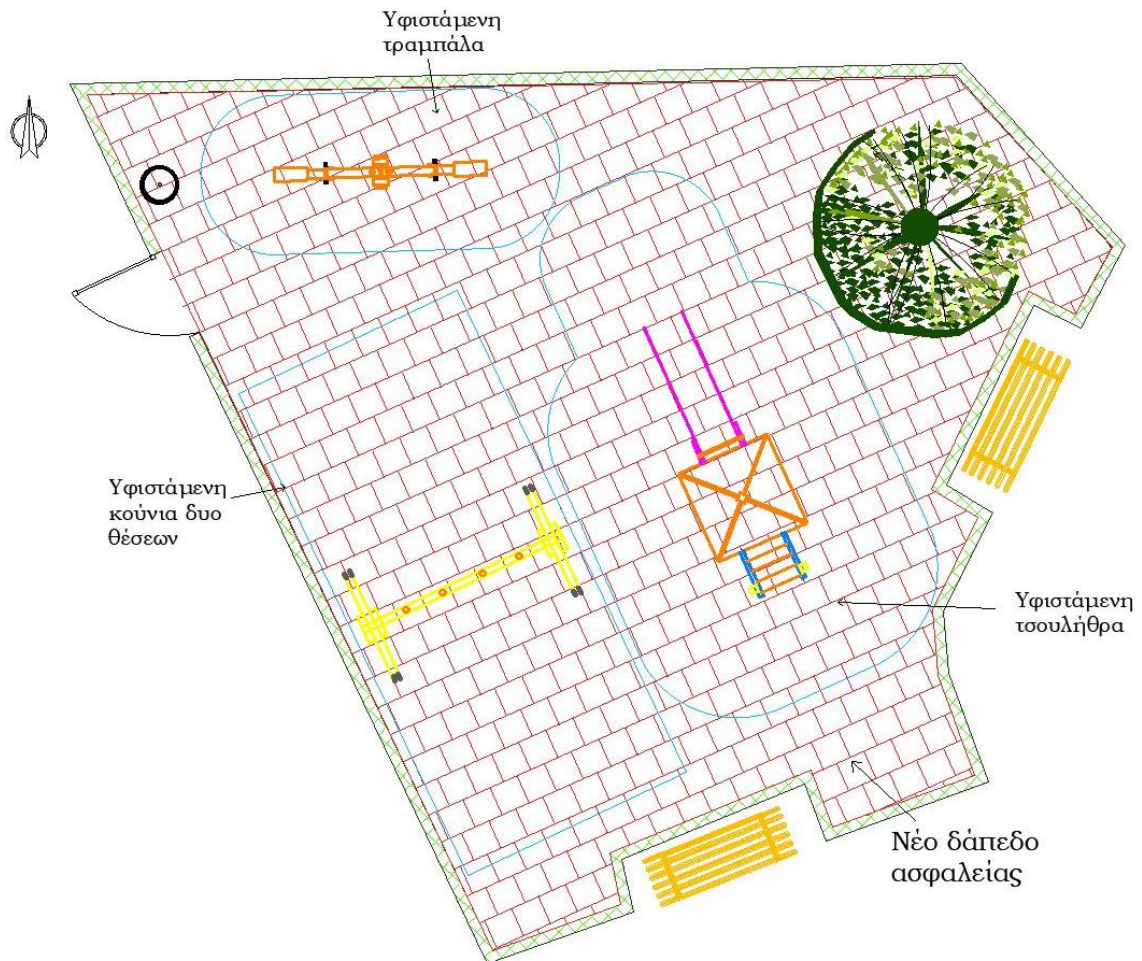 Υφιστάμενη
τραμπάλα
Υφιστάμενη
κούνια δυο
θέσεων
Υφιστάμενη
τσουλήθρα
Νέο δάπεδο
ασφαλείας